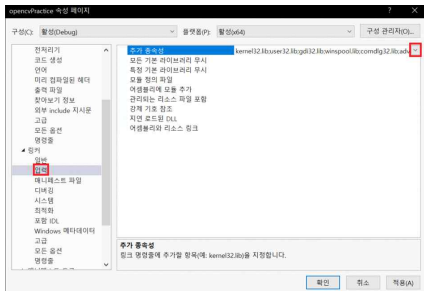 opencvPractice 속성 페이지
? X
구성(C): 활성(Debug) 플랫폼(P): 활성(x64) 구성 관리자(O)...
전처리기
코드 생성
언어
미리 컴파일된 헤더
출력 파일
찾아보기 정보
외부 include 지시문
고급
모든 옵션
명령줄
링커
일반
입력
매니페스트 파일
디버깅
시스템
최적화
포함 IDL
Windows 메타데이터
고급
모든 옵션
명령줄
추가 종속성 kernel32.lib;user32.lib;gdi32.lib;winspool.lib;comdlg32.lib;adv
모든 기본 라이브러리 무시
특정 기본 라이브러리 무시
모듈 정의 파일
어셈블리에 모듈 추가
관리되는 리소스 파일 포함
강제 기호 참조
지연 로드된 DLL
어셈블리와 리소스 링크
추가 종속성
링크 명령줄에 추가할 항목(예: kernel32.lib)을 지정합니다.
확인 취소 적용(A)